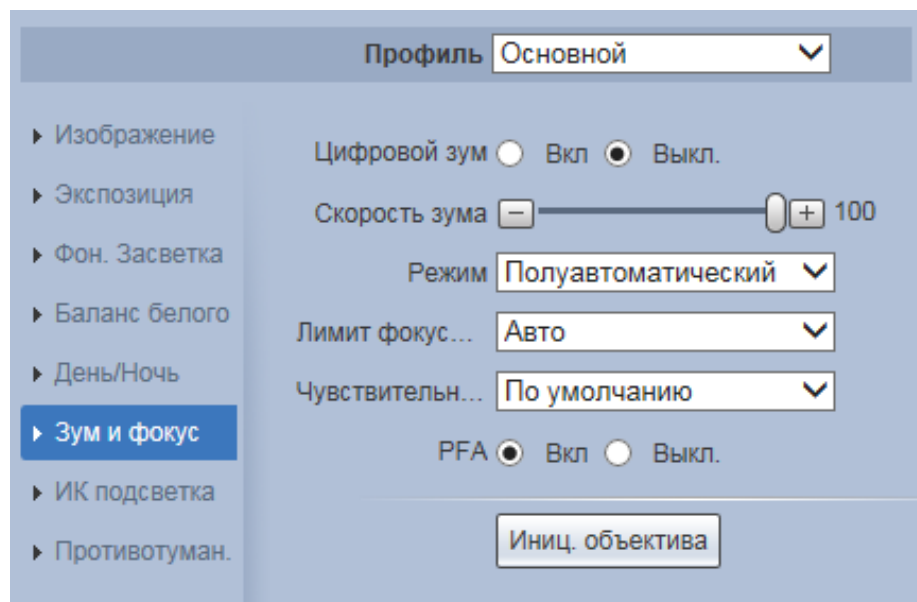 Профиль Основной
Изображение
Экспозиция
Фон. Засветка
Баланс белого
День/Ночь
Зум и фокус
ИК подсветка
Противотуман.
Цифровой зум Вкл Выкл.
Скорость зума 100
Режим Полуавтоматический
Лимит фокус... Авто
Чувствительн... По умолчанию
PFA Вкл Выкл.
Иниц. объектива